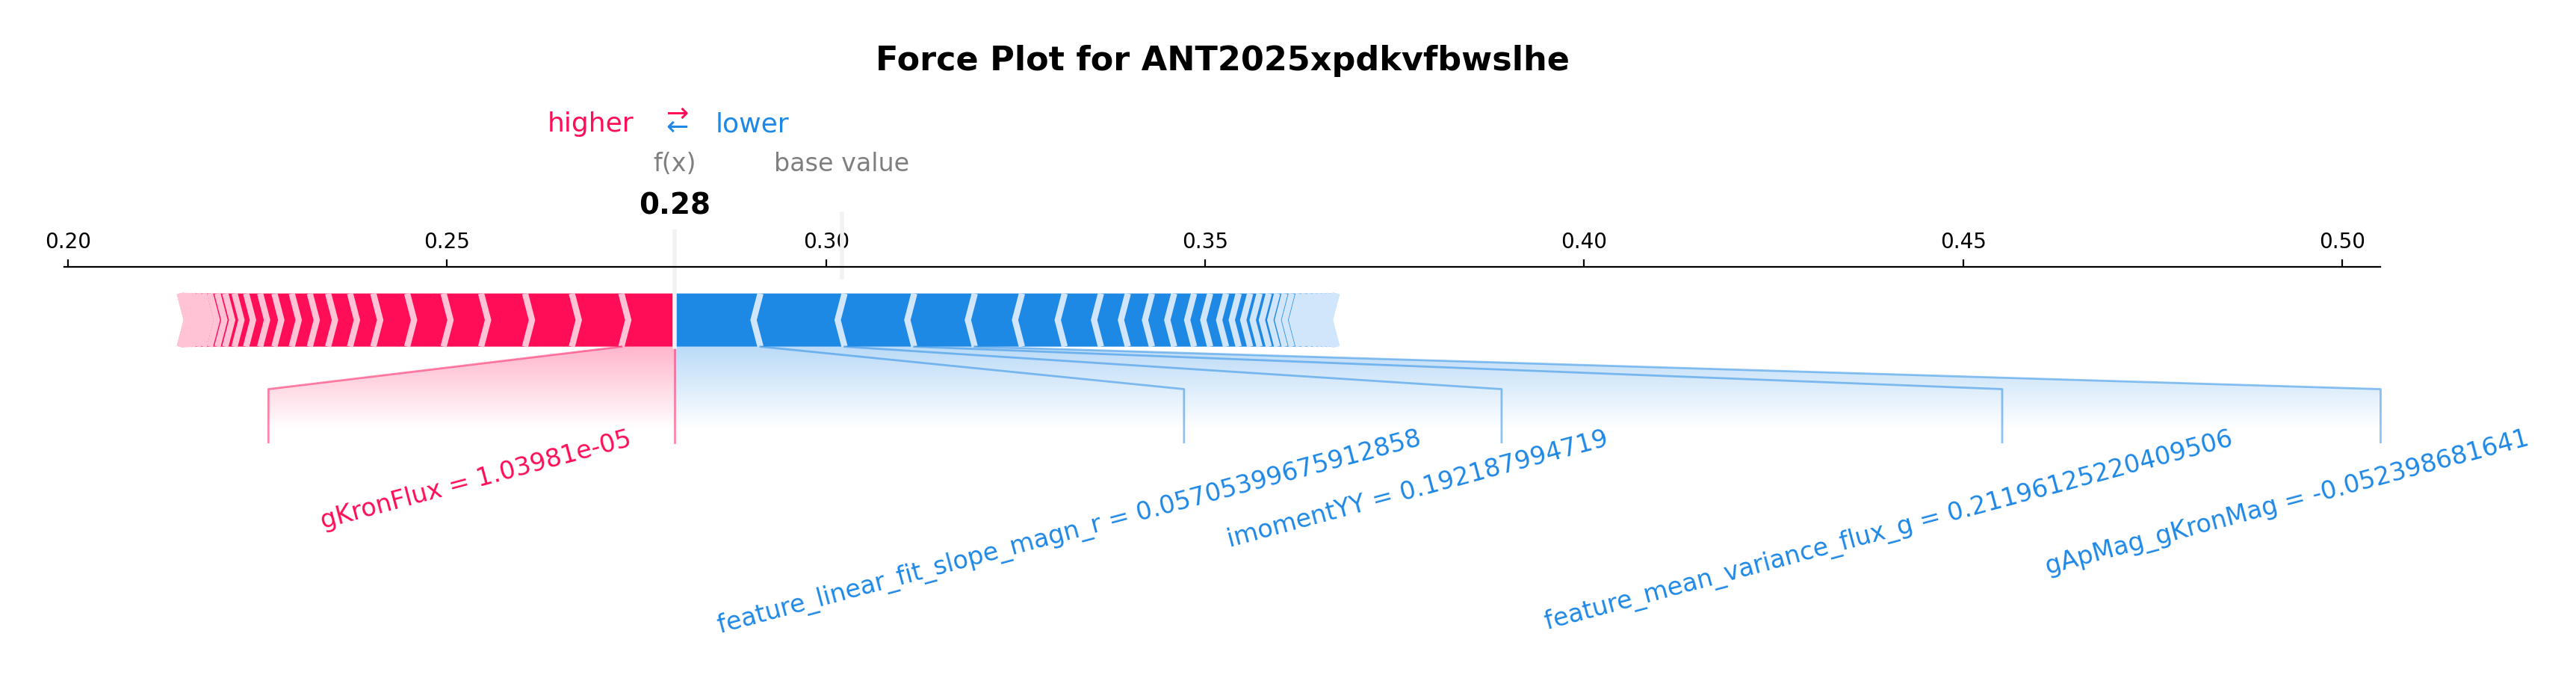 Force Plot for ANT2025xpdkvfbwslhe
higher ⇄ lower
f(x) base value
0.28
0.20 0.25 0.30 0.35 0.40 0.45 0.50
gKronFlux = 1.03981e-05
feature_linear_fit_slope_magn_r = 0.05705399675912858
imomentYY = 0.192187994719
feature_mean_variance_flux_g = 0.2119612522040950​6
gApMag_gKronMag = -0.052398681641